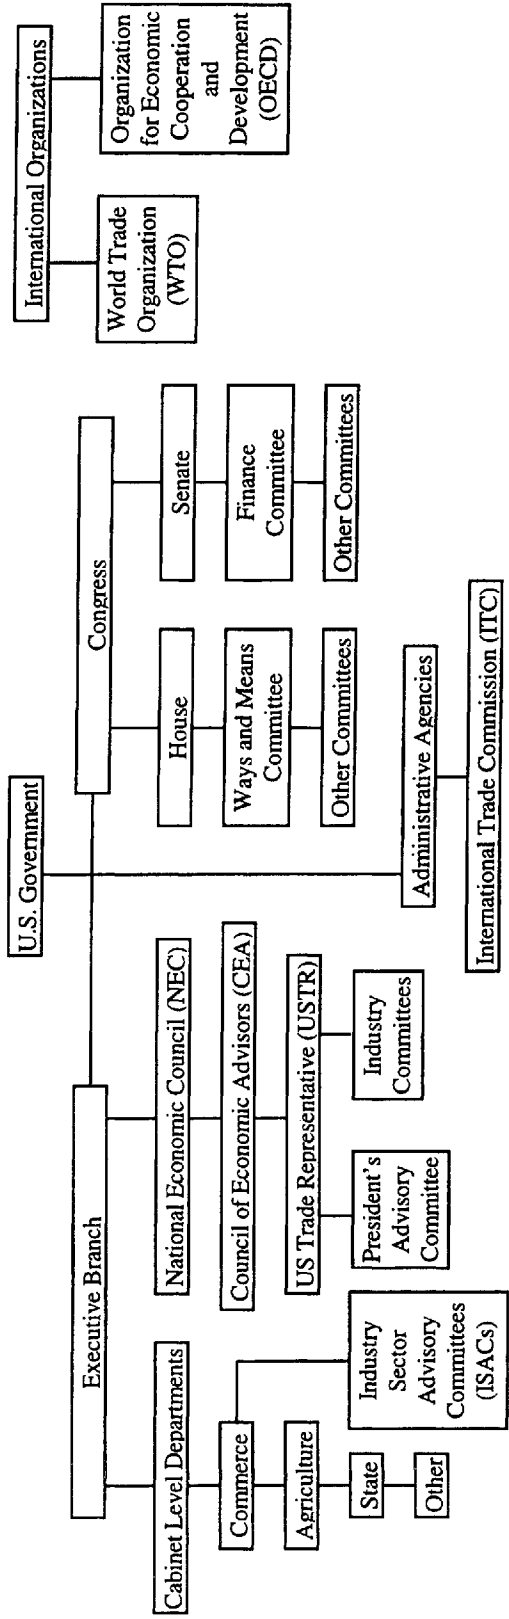 U.S. Government
Executive Branch
Congress
International Organizations
Cabinet Level Departments
National Economic Council (NEC)
House
Senate
World Trade
Organization
(WTO)
Organization
for Economic
Cooperation
and
Development
(OECD)
Commerce
Council of Economic Advisors (CEA)
Ways and Means
Committee
Finance
Committee
Agriculture
US Trade Representative (USTR)
Other Committees
Other Committees
State
Industry
Sector
Advisory
Committees
(ISACs)
President's
Advisory
Committee
Industry
Committees
Administrative Agencies
Other
International Trade Commission (ITC)